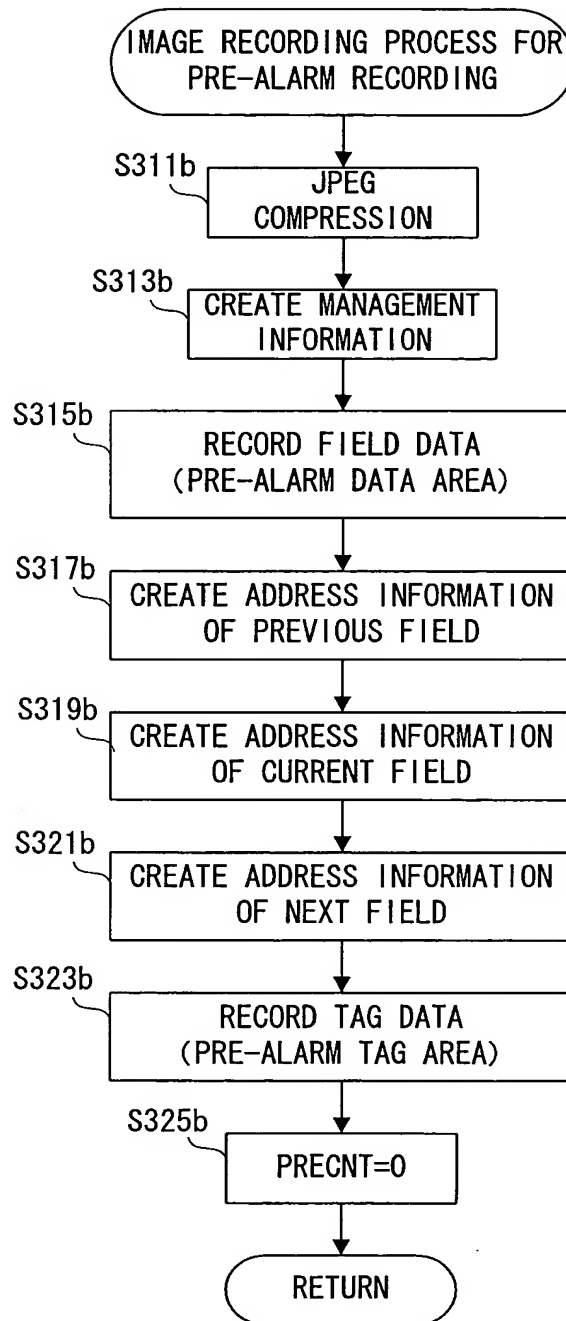 IMAGE RECORDING PROCESS FOR
PRE-ALARM RECORDING
S311b
JPEG
COMPRESSION
S313b
CREATE MANAGEMENT
INFORMATION
S315b
RECORD FIELD DATA
(PRE-ALARM DATA AREA)
S317b
CREATE ADDRESS INFORMATION
OF PREVIOUS FIELD
S319b
CREATE ADDRESS INFORMATION
OF CURRENT FIELD
S321b
CREATE ADDRESS INFORMATION
OF NEXT FIELD
S323b
RECORD TAG DATA
(PRE-ALARM TAG AREA)
S325b
PRECNT=0
RETURN